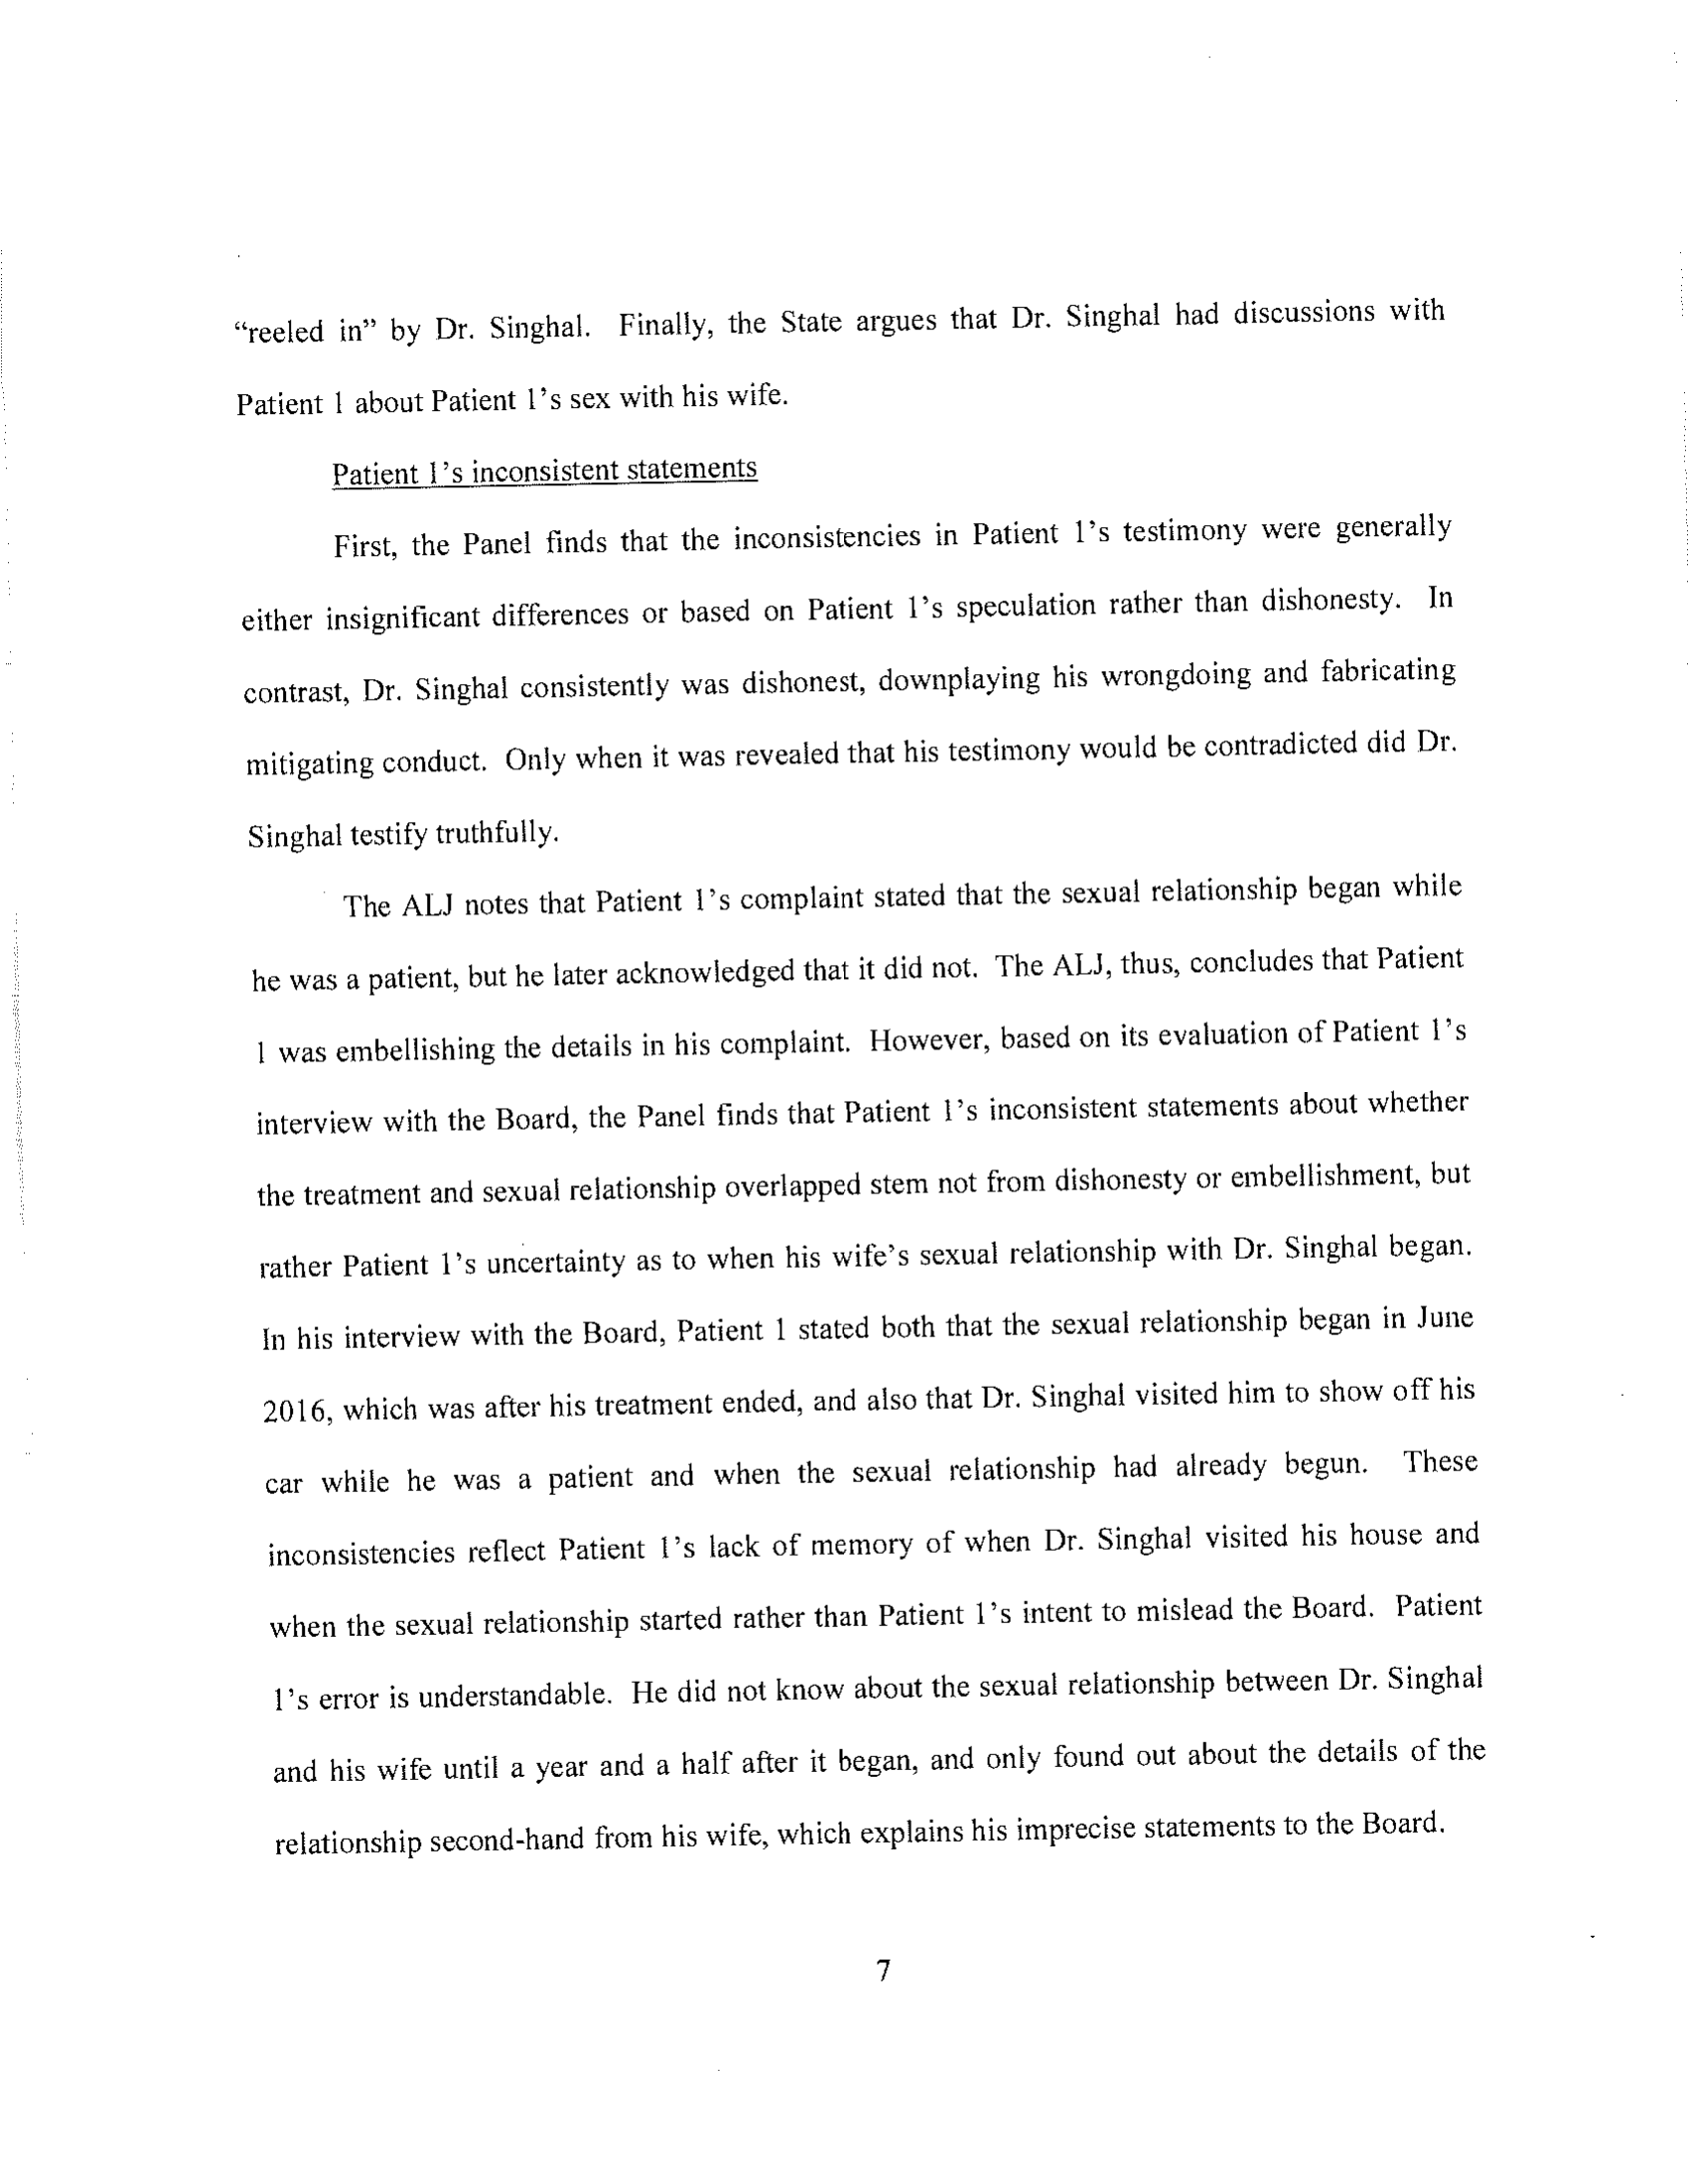 “reeled in” by Dr. Singhal. Finally, the State argues that Dr. Singhal had discussions with
Patient 1 about Patient 1’s sex with his wife.
Patient 1’s inconsistent statements
First, the Panel finds that the inconsistencies in Patient 1’s testimony were generally
either insignificant differences or based on Patient 1’s speculation rather than dishonesty. In
contrast, Dr. Singhal consistently was dishonest, downplaying his wrongdoing and fabricating
mitigating conduct. Only when it was revealed that his testimony would be contradicted did Dr.
Singhal testify truthfully.
The ALJ notes that Patient 1’s complaint stated that the sexual relationship began while
he was a patient, but he later acknowledged that it did not. The ALJ, thus, concludes that Patient
1 was embellishing the details in his complaint. However, based on its evaluation of Patient 1’s
interview with the Board, the Panel finds that Patient 1’s inconsistent statements about whether
the treatment and sexual relationship overlapped stem not from dishonesty or embellishment, but
rather Patient 1’s uncertainty as to when his wife’s sexual relationship with Dr. Singhal began.
In his interview with the Board, Patient 1 stated both that the sexual relationship began in June
2016, which was after his treatment ended, and also that Dr. Singhal visited him to show off his
car while he was a patient and when the sexual relationship had already begun. These
inconsistencies reflect Patient 1’s lack of memory of when Dr. Singhal visited his house and
when the sexual relationship started rather than Patient 1’s intent to mislead the Board. Patient
1’s error is understandable. He did not know about the sexual relationship between Dr. Singhal
and his wife until a year and a half after it began, and only found out about the details of the
relationship second-hand from his wife, which explains his imprecise statements to the Board.
7